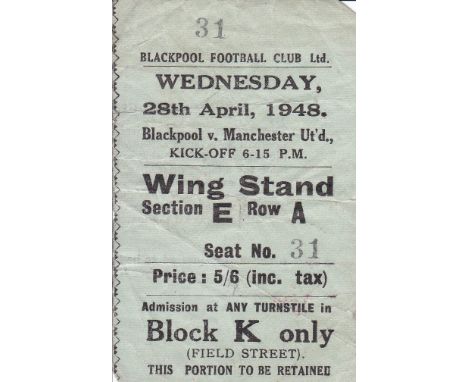 31
BLACKPOOL FOOTBALL CLUB Ltd.
WEDNESDAY,
28th April, 1948.
Blackpool v. Manchester Ut'd.,
KICK-OFF 6-15 P.M.
Wing Stand
Section E Row A
Seat No. 31
Price : 5/6 (inc. tax)
Admission at ANY TURNSTILE in
Block K only
(FIELD STREET).
THIS PORTION TO BE RETAINED